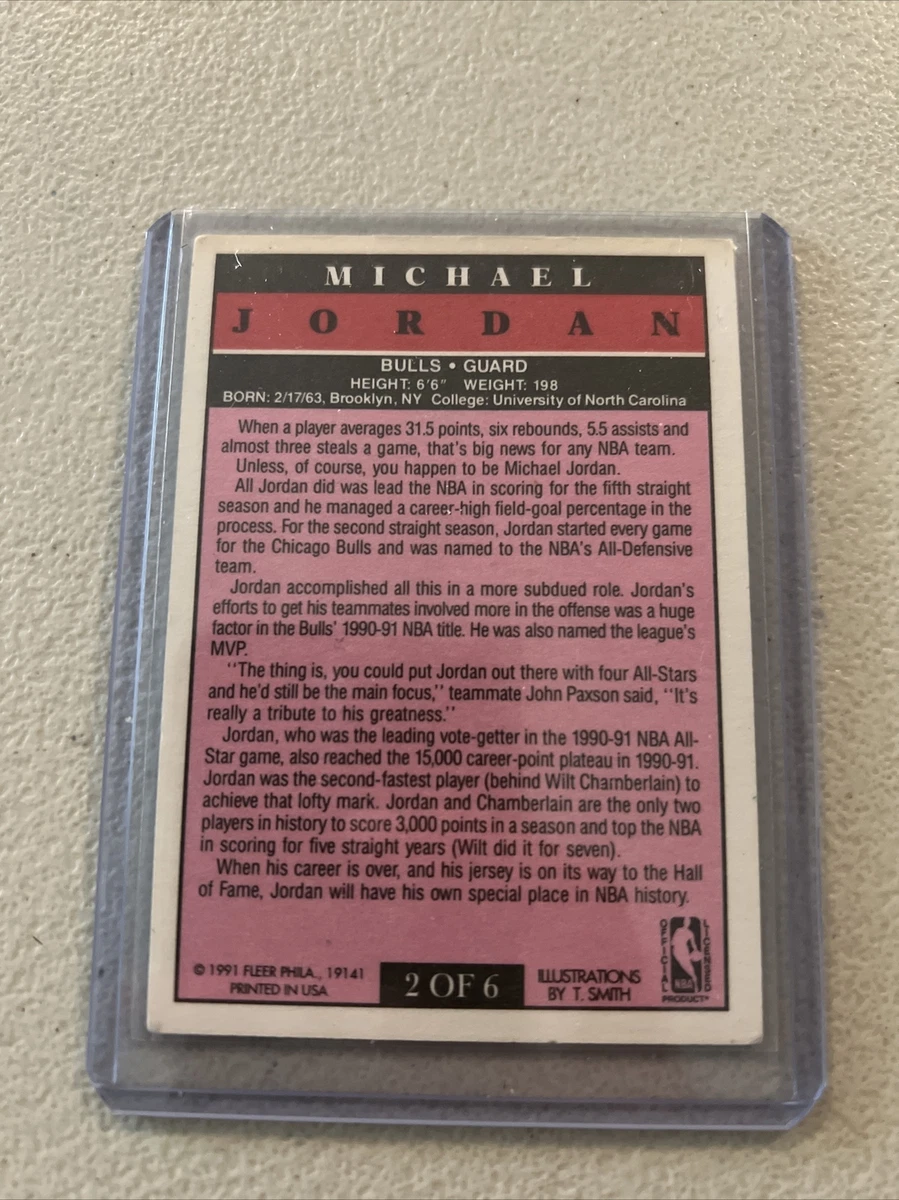 MICHAEL
JORDAN
BULLS • GUARD
HEIGHT: 6'6" WEIGHT: 198
BORN: 2/17/63, Brooklyn, NY College: University of North Carolina
When a player averages 31.5 points, six rebounds, 5.5 assists and
almost three steals a game, that's big news for any NBA team.
Unless, of course, you happen to be Michael Jordan.
All Jordan did was lead the NBA in scoring for the fifth straight
season and he managed a career-high field-goal percentage in the
process. For the second straight season, Jordan started every game
for the Chicago Bulls and was named to the NBA's All-Defensive
team.
Jordan accomplished all this in a more subdued role. Jordan's
efforts to get his teammates involved more in the offense was a huge
factor in the Bulls' 1990-91 NBA title. He was also named the league's
MVP.
"The thing is, you could put Jordan out there with four All-Stars
and he'd still be the main focus," teammate John Paxson said, "It's
really a tribute to his greatness."
Jordan, who was the leading vote-getter in the 1990-91 NBA All-
Star game, also reached the 15,000 career-point plateau in 1990-91.
Jordan was the second-fastest player (behind Wilt Chamberlain) to
achieve that lofty mark. Jordan and Chamberlain are the only two
players in history to score 3,000 points in a season and top the NBA
in scoring for five straight years (Wilt did it for seven).
When his career is over, and his jersey is on its way to the Hall
of Fame, Jordan will have his own special place in NBA history.
© 1991 FLEER PHILA., 19141
PRINTED IN USA
2 OF 6
ILLUSTRATIONS
BY T. SMITH
OFFICIAL
NBA
LICENSED
PRODUCT®